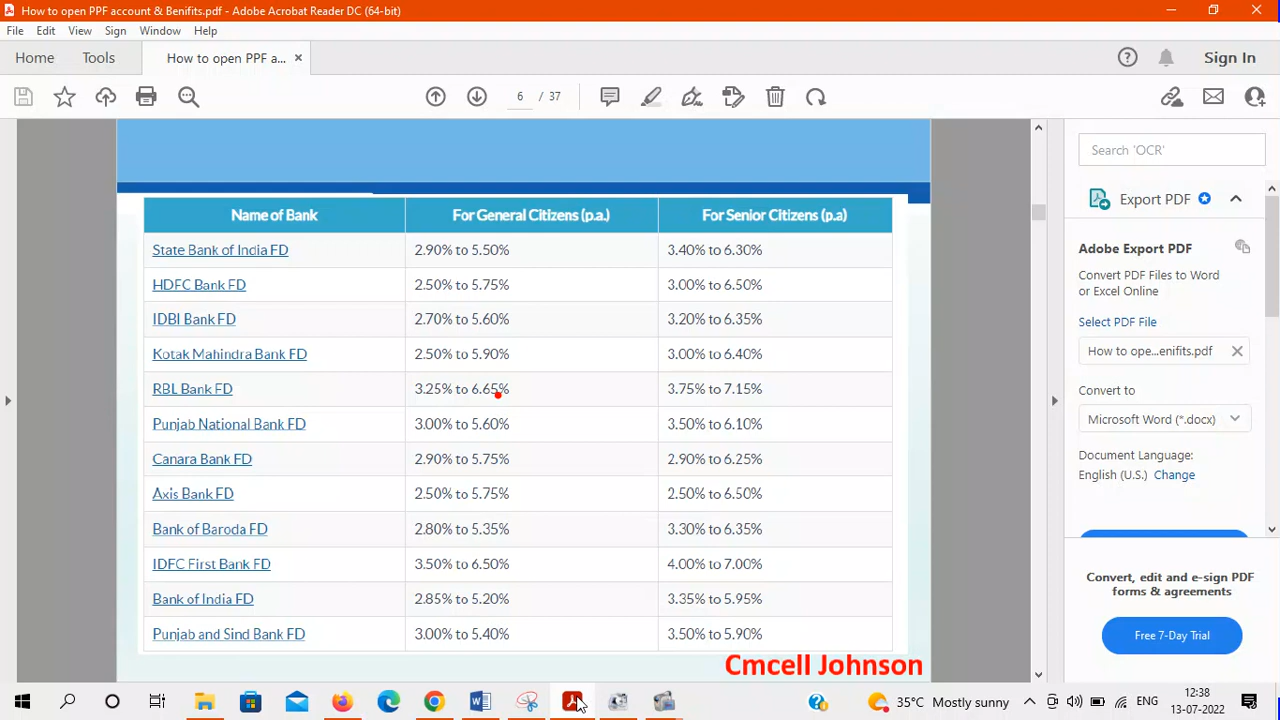 How to open PPF account & Benifits.pdf - Adobe Acrobat Reader DC (64-bit)
File Edit View Sign Window Help
Home Tools How to open PPF a... × Sign In
6 / 37
Search 'OCR'
Export PDF
Adobe Export PDF
Convert PDF Files to Word
or Excel Online
Select PDF File
How to ope...enifits.pdf
Convert to
Microsoft Word (*.docx)
Document Language:
English (U.S.) Change
Convert, edit and e-sign PDF
forms & agreements
Free 7-Day Trial
Name of Bank For General Citizens (p.a.) For Senior Citizens (p.a)
State Bank of India FD 2.90% to 5.50% 3.40% to 6.30%
HDFC Bank FD 2.50% to 5.75% 3.00% to 6.50%
IDBI Bank FD 2.70% to 5.60% 3.20% to 6.35%
Kotak Mahindra Bank FD 2.50% to 5.90% 3.00% to 6.40%
RBL Bank FD 3.25% to 6.65% 3.75% to 7.15%
Punjab National Bank FD 3.00% to 5.60% 3.50% to 6.10%
Canara Bank FD 2.90% to 5.75% 2.90% to 6.25%
Axis Bank FD 2.50% to 5.75% 2.50% to 6.50%
Bank of Baroda FD 2.80% to 5.35% 3.30% to 6.35%
IDFC First Bank FD 3.50% to 6.50% 4.00% to 7.00%
Bank of India FD 2.85% to 5.20% 3.35% to 5.95%
Punjab and Sind Bank FD 3.00% to 5.40% 3.50% to 5.90%
Cmcell Johnson
35°C Mostly sunny ENG 12:38
13-07-2022